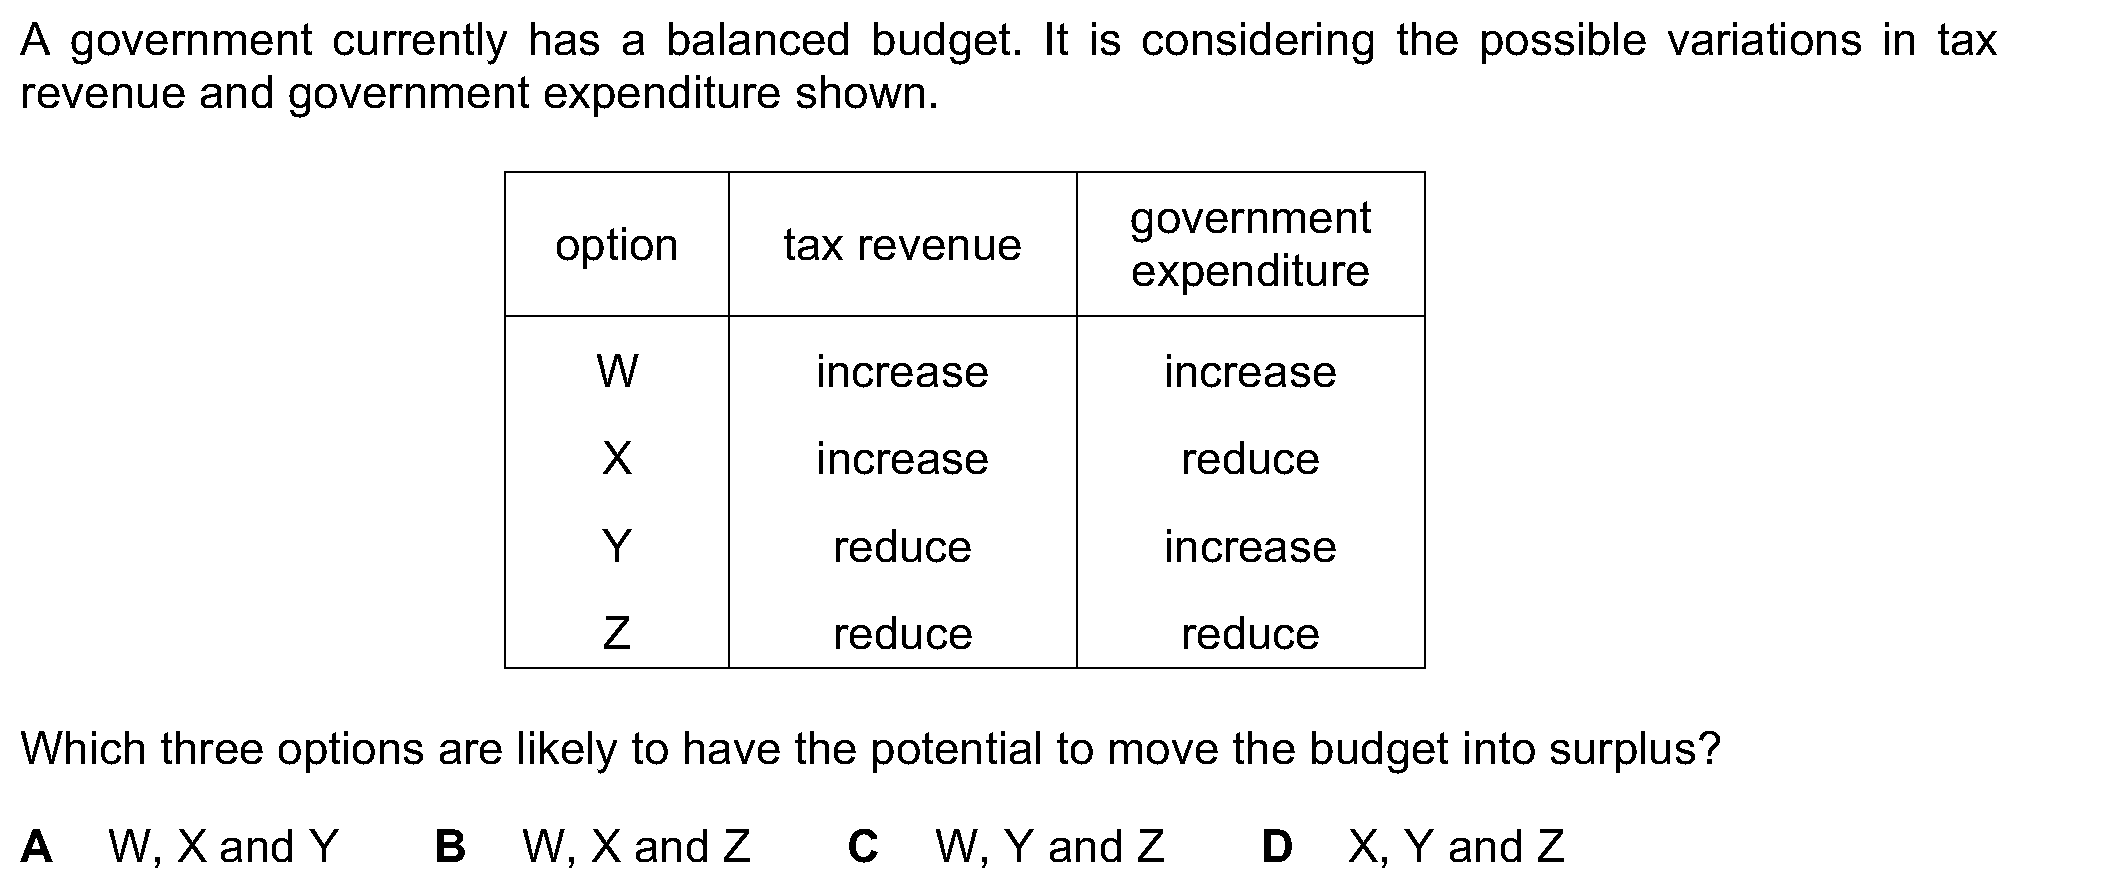 A government currently has a balanced budget. It is considering the possible variations in tax
revenue and government expenditure shown.
option tax revenue government expenditure
W increase increase
X increase reduce
Y reduce increase
Z reduce reduce
Which three options are likely to have the potential to move the budget into surplus?
A W, X and Y B W, X and Z C W, Y and Z D X, Y and Z